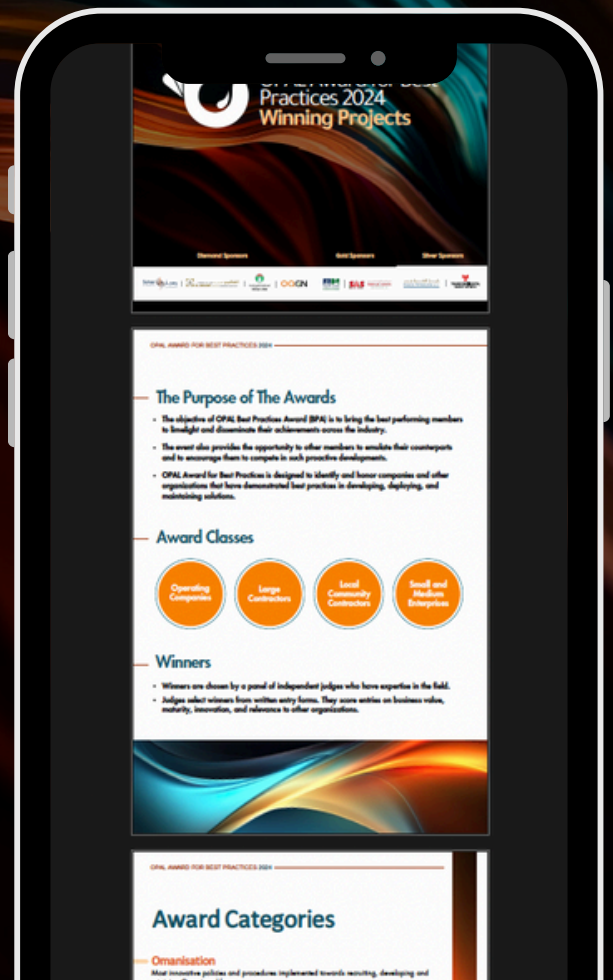 OPAL Award for Best
Practices 2024
Winning Projects
Diamond Sponsors
Gold Sponsors
Silver Sponsors
OQGN
SAS
OPAL AWARD FOR BEST PRACTICES 2024
The Purpose of The Awards
• The objective of OPAL Best Practices Award (BPA) is to bring the best performing members
to limelight and disseminate their achievements across the industry.
• The event also provides the opportunity to other members to emulate their counterparts
and to encourage them to compete in such proactive developments.
• OPAL Award for Best Practices is designed to identify and honor companies and other
organizations that have demonstrated best practices in developing, deploying, and
maintaining solutions.
Award Classes
Operating
Companies
Large
Contractors
Local
Community
Contractors
Small and
Medium
Enterprises
Winners
• Winners are chosen by a panel of independent judges who have expertise in the field.
• Judges select winners from written entry forms. They score entries on business value,
maturity, innovation, and relevance to other organizations.
OPAL AWARD FOR BEST PRACTICES 2024
Award Categories
Omanisation
Most innovative policies and procedures implemented towards recruiting, developing and